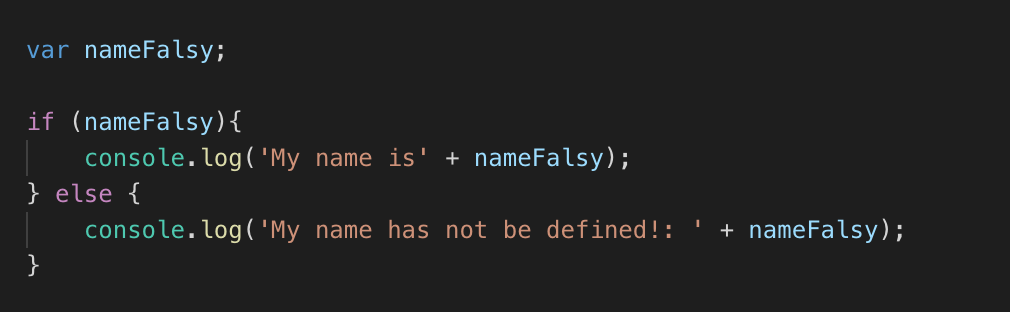 var nameFalsy;
if (nameFalsy){
console.log('My name is' + nameFalsy);
} else {
console.log('My name has not be defined!: ' + nameFalsy);
}